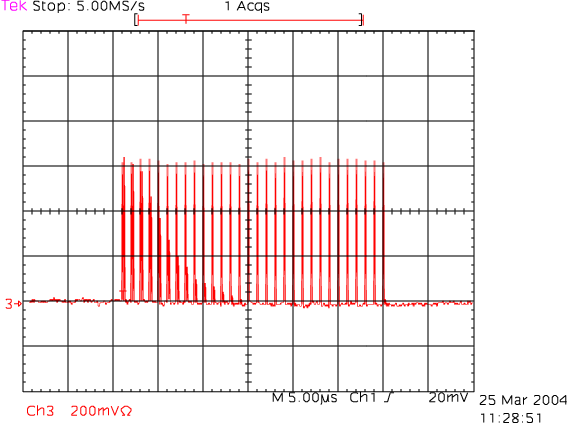 Tek Stop: 5.00MS/s 1 Acqs
T
3
Ch3 200mVΩ M 5.00µs Ch1 20mV
25 Mar 2004
11:28:51